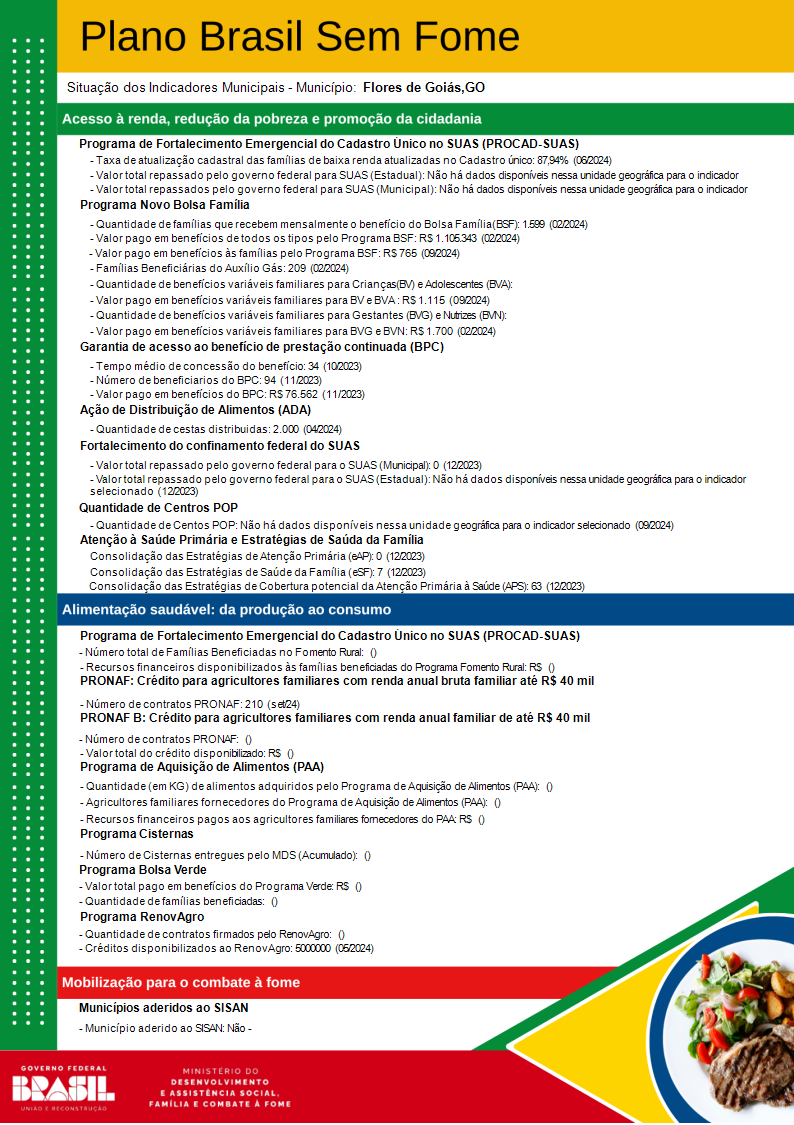 Plano Brasil Sem Fome
Situação dos Indicadores Municipais - Município: Flores de Goiás,GO
Acesso à renda, redução da pobreza e promoção da cidadania
Programa de Fortalecimento Emergencial do Cadastro Único no SUAS (PROCAD-SUAS)
- Taxa de atualização cadastral das famílias de baixa renda atualizadas no Cadastro único: 87,94% (06/2024)
- Valor total repassado pelo governo federal para SUAS (Estadual): Não há dados disponíveis nessa unidade geográfica para o indicador
- Valor total repassados pelo governo federal para SUAS (Municipal): Não há dados disponíveis nessa unidade geográfica para o indicador
Programa Novo Bolsa Família
- Quantidade de famílias que recebem mensalmente o benefício do Bolsa Família(BSF): 1.599 (02/2024)
- Valor pago em benefícios de todos os tipos pelo Programa BSF: R$ 1.105.343 (02/2024)
- Valor pago em benefícios às famílias pelo Programa BSF: R$ 765 (09/2024)
- Famílias Beneficiárias do Auxílio Gás: 209 (02/2024)
- Quantidade de benefícios variáveis familiares para Crianças(BV) e Adolescentes (BVA):
- Valor pago em benefícios variáveis familiares para BV e BVA : R$ 1.115 (09/2024)
- Quantidade de benefícios variáveis familiares para Gestantes (BVG) e Nutrizes (BVN):
- Valor pago em benefícios variáveis familiares para BVG e BVN: R$ 1.700 (02/2024)
Garantia de acesso ao benefício de prestação continuada (BPC)
- Tempo médio de concessão do benefício: 34 (10/2023)
- Número de beneficiarios do BPC: 94 (11/2023)
- Valor pago em benefícios do BPC: R$ 76.562 (11/2023)
Ação de Distribuição de Alimentos (ADA)
- Quantidade de cestas distribuidas: 2.000 (04/2024)
Fortalecimento do confinamento federal do SUAS
- Valor total repassado pelo governo federal para o SUAS (Municipal): 0 (12/2023)
- Valor total repassado pelo governo federal para o SUAS (Estadual): Não há dados disponíveis nessa unidade geográfica para o indicador
selecionado (12/2023)
Quantidade de Centros POP
- Quantidade de Centos POP: Não há dados disponíveis nessa unidade geográfica para o indicador selecionado (09/2024)
Atenção à Saúde Primária e Estratégias de Saúda da Família
Consolidação das Estratégias de Atenção Primária (eAP): 0 (12/2023)
Consolidação das Estratégias de Saúde da Família (eSF): 7 (12/2023)
Consolidação das Estratégias de Cobertura potencial da Atenção Primária à Saúde (APS): 63 (12/2023)
Alimentação saudável: da produção ao consumo
Programa de Fortalecimento Emergencial do Cadastro Único no SUAS (PROCAD-SUAS)
- Número total de Famílias Beneficiadas no Fomento Rural: ()
- Recursos financeiros disponibilizados às famílias beneficiadas do Programa Fomento Rural: R$ ()
PRONAF: Crédito para agricultores familiares com renda anual bruta familiar até R$ 40 mil
- Número de contratos PRONAF: 210 (set/24)
PRONAF B: Crédito para agricultores familiares com renda anual familiar de até R$ 40 mil
- Número de contratos PRONAF: ()
- Valor total do crédito disponibilizado: R$ ()
Programa de Aquisição de Alimentos (PAA)
- Quantidade (em KG) de alimentos adquiridos pelo Programa de Aquisição de Alimentos (PAA): ()
- Agricultores familiares fornecedores do Programa de Aquisição de Alimentos (PAA): ()
- Recursos financeiros pagos aos agricultores familiares fornecedores do PAA: R$ ()
Programa Cisternas
- Número de Cisternas entregues pelo MDS (Acumulado): ()
Programa Bolsa Verde
- Valor total pago em benefícios do Programa Verde: R$ ()
- Quantidade de famílias beneficiadas: ()
Programa RenovAgro
- Quantidade de contratos firmados pelo RenovAgro: ()
- Créditos disponibilizados ao RenovAgro: 5000000 (05/2024)
Mobilização para o combate à fome
Municípios aderidos ao SISAN
- Município aderido ao SISAN: Não -
GOVERNO FEDERAL
BRASIL
UNIÃO E RECONSTRUÇÃO
MINISTÉRIO DO
DESENVOLVIMENTO
E ASSISTÊNCIA SOCIAL,
FAMÍLIA E COMBATE À FOME